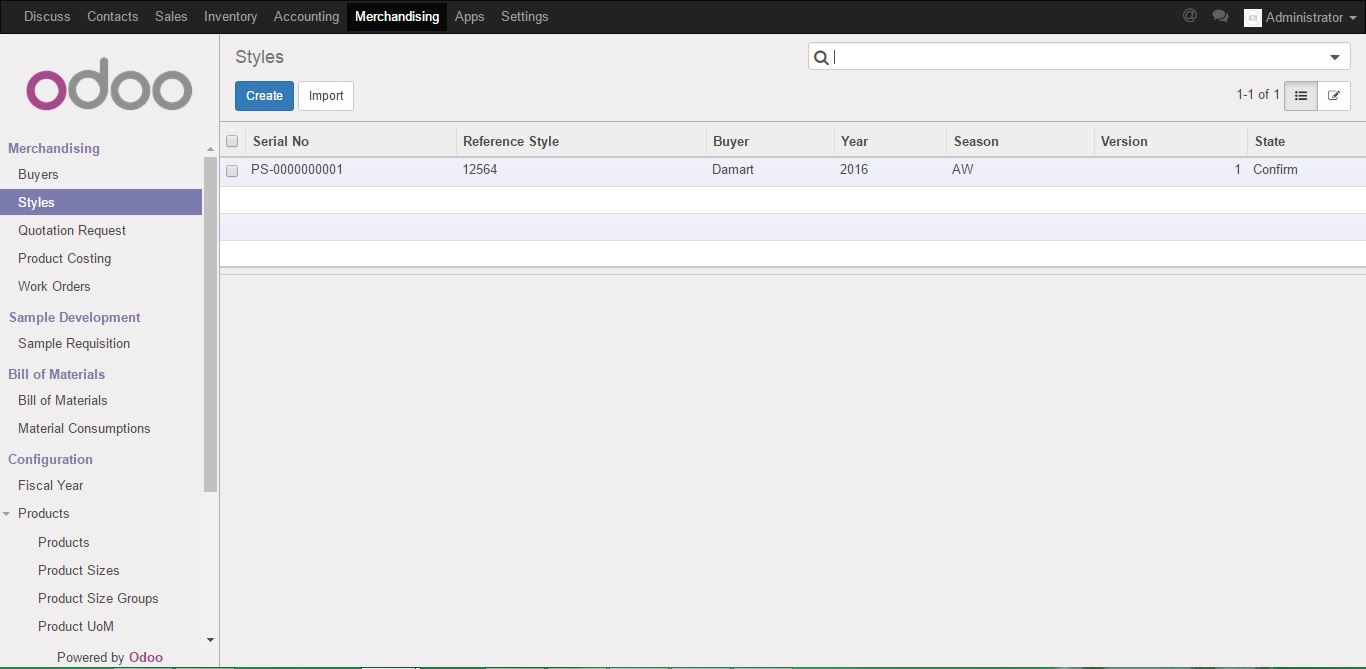 Discuss Contacts Sales Inventory Accounting Merchandising Apps Settings @ Administrator
odoo
Styles
Create Import
1-1 of 1
Merchandising
Buyers
Styles
Quotation Request
Product Costing
Work Orders
Sample Development
Sample Requisition
Bill of Materials
Bill of Materials
Material Consumptions
Configuration
Fiscal Year
Products
Products
Product Sizes
Product Size Groups
Product UoM
Powered by Odoo
Serial No Reference Style Buyer Year Season Version State
PS-0000000001 12564 Damart 2016 AW 1 Confirm